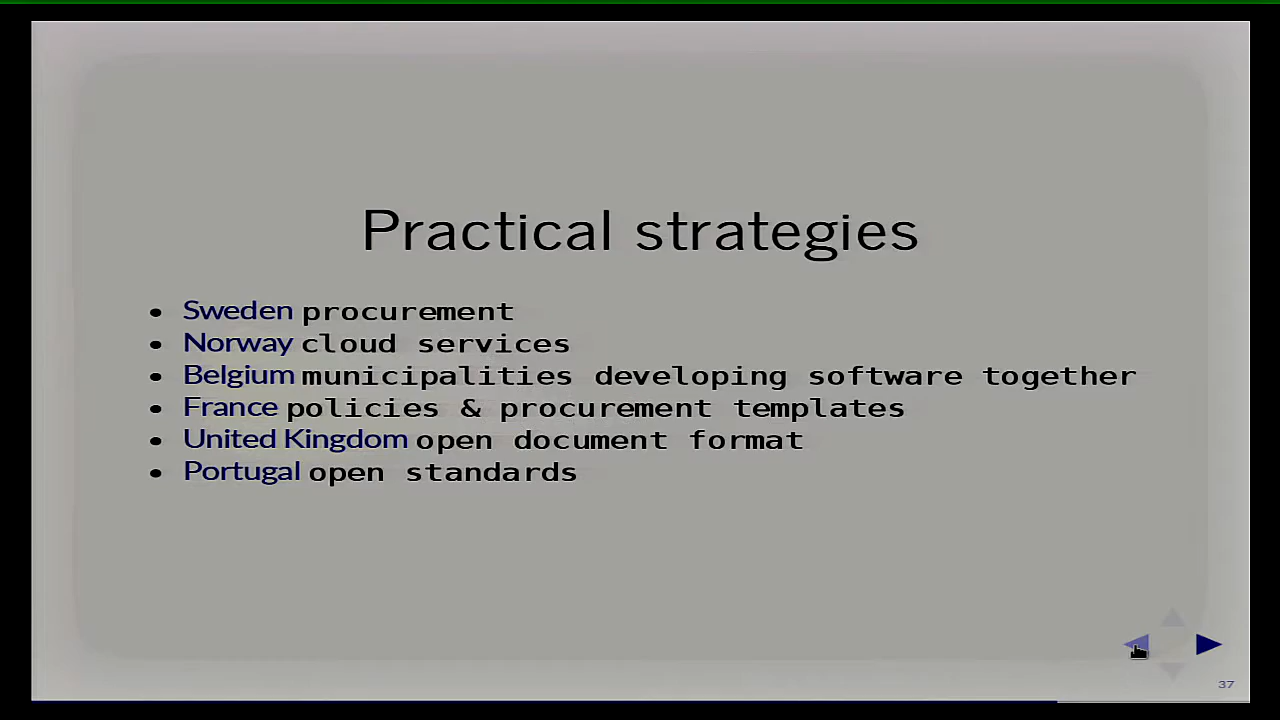 Practical strategies
• Sweden procurement
• Norway cloud services
• Belgium municipalities developing software together
• France policies & procurement templates
• United Kingdom open document format
• Portugal open standards
37